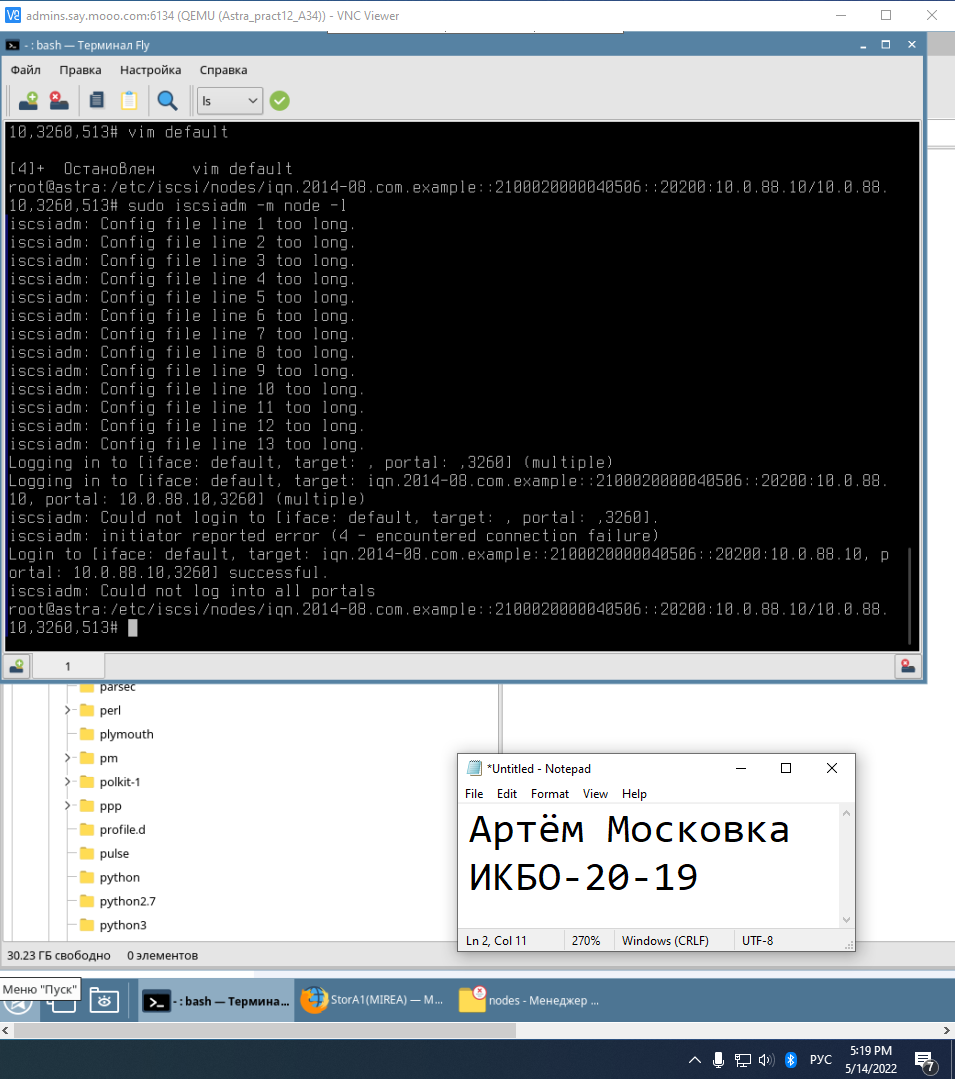 admins.say.mooo.com:6134 (QEMU (Astra_pract12_A34)) - VNC Viewer
- : bash — Терминал Fly
Файл Правка Настройка Справка
ls
10,3260,513# vim default
[4]+ Остановлен vim default
root@astra:/etc/iscsi/nodes/iqn.2014-08.com.example::2100020000040506::20200:10.0.88.10/10.0.88.
10,3260,513# sudo iscsiadm -m node -l
iscsiadm: Config file line 1 too long.
iscsiadm: Config file line 2 too long.
iscsiadm: Config file line 3 too long.
iscsiadm: Config file line 4 too long.
iscsiadm: Config file line 5 too long.
iscsiadm: Config file line 6 too long.
iscsiadm: Config file line 7 too long.
iscsiadm: Config file line 8 too long.
iscsiadm: Config file line 9 too long.
iscsiadm: Config file line 10 too long.
iscsiadm: Config file line 11 too long.
iscsiadm: Config file line 12 too long.
iscsiadm: Config file line 13 too long.
Logging in to [iface: default, target: , portal: ,3260] (multiple)
Logging in to [iface: default, target: iqn.2014-08.com.example::2100020000040506::20200:10.0.88.
10, portal: 10.0.88.10,3260] (multiple)
iscsiadm: Could not login to [iface: default, target: , portal: ,3260].
iscsiadm: initiator reported error (4 - encountered connection failure)
Login to [iface: default, target: iqn.2014-08.com.example::2100020000040506::20200:10.0.88.10, p
ortal: 10.0.88.10,3260] successful.
iscsiadm: Could not log into all portals
root@astra:/etc/iscsi/nodes/iqn.2014-08.com.example::2100020000040506::20200:10.0.88.10/10.0.88.
10,3260,513#
1
parsec
perl
plymouth
pm
polkit-1
ppp
profile.d
pulse
python
python2.7
python3
*Untitled - Notepad
File Edit Format View Help
Артём Московка
ИКБО-20-19
Ln 2, Col 11 270% Windows (CRLF) UTF-8
30.23 ГБ свободно 0 элементов
Меню "Пуск"
- : bash — Термина... StorA1(MIREA) — M... nodes - Менеджер ...
РУС
5:19 PM
5/14/2022
7